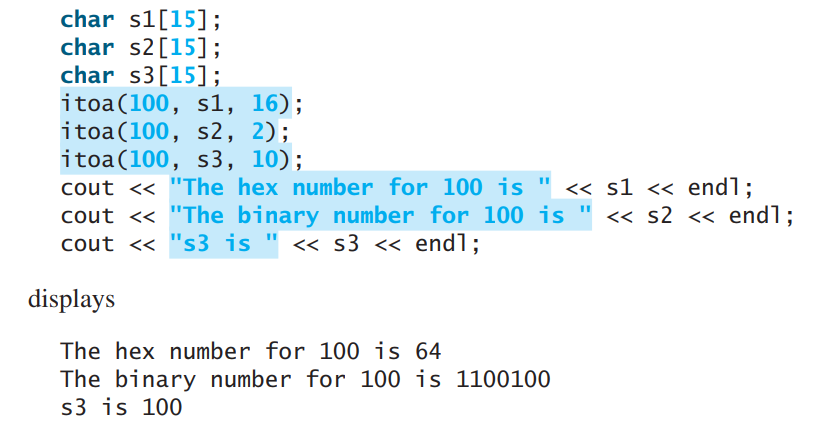 char s1[15];
char s2[15];
char s3[15];
itoa(100, s1, 16);
itoa(100, s2, 2);
itoa(100, s3, 10);
cout << "The hex number for 100 is " << s1 << endl;
cout << "The binary number for 100 is " << s2 << endl;
cout << "s3 is " << s3 << endl;
displays
The hex number for 100 is 64
The binary number for 100 is 1100100
s3 is 100